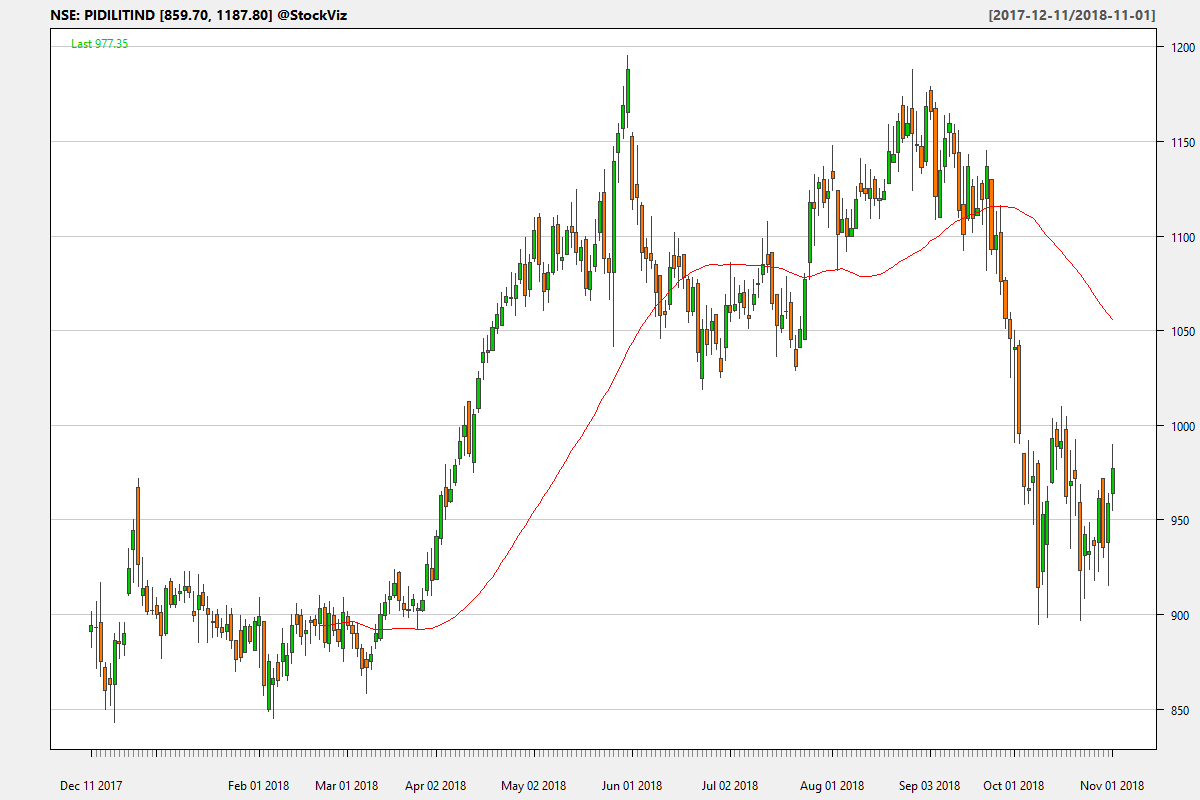 NSE: PIDILITIND [859.70, 1187.80] @StockViz [2017-12-11/2018-11-01]
Last 977.35
1200
1150
1100
1050
1000
950
900
850
Dec 11 2017 Feb 01 2018 Mar 01 2018 Apr 02 2018 May 02 2018 Jun 01 2018 Jul 02 2018 Aug 01 2018 Sep 03 2018 Oct 01 2018 Nov 01 2018